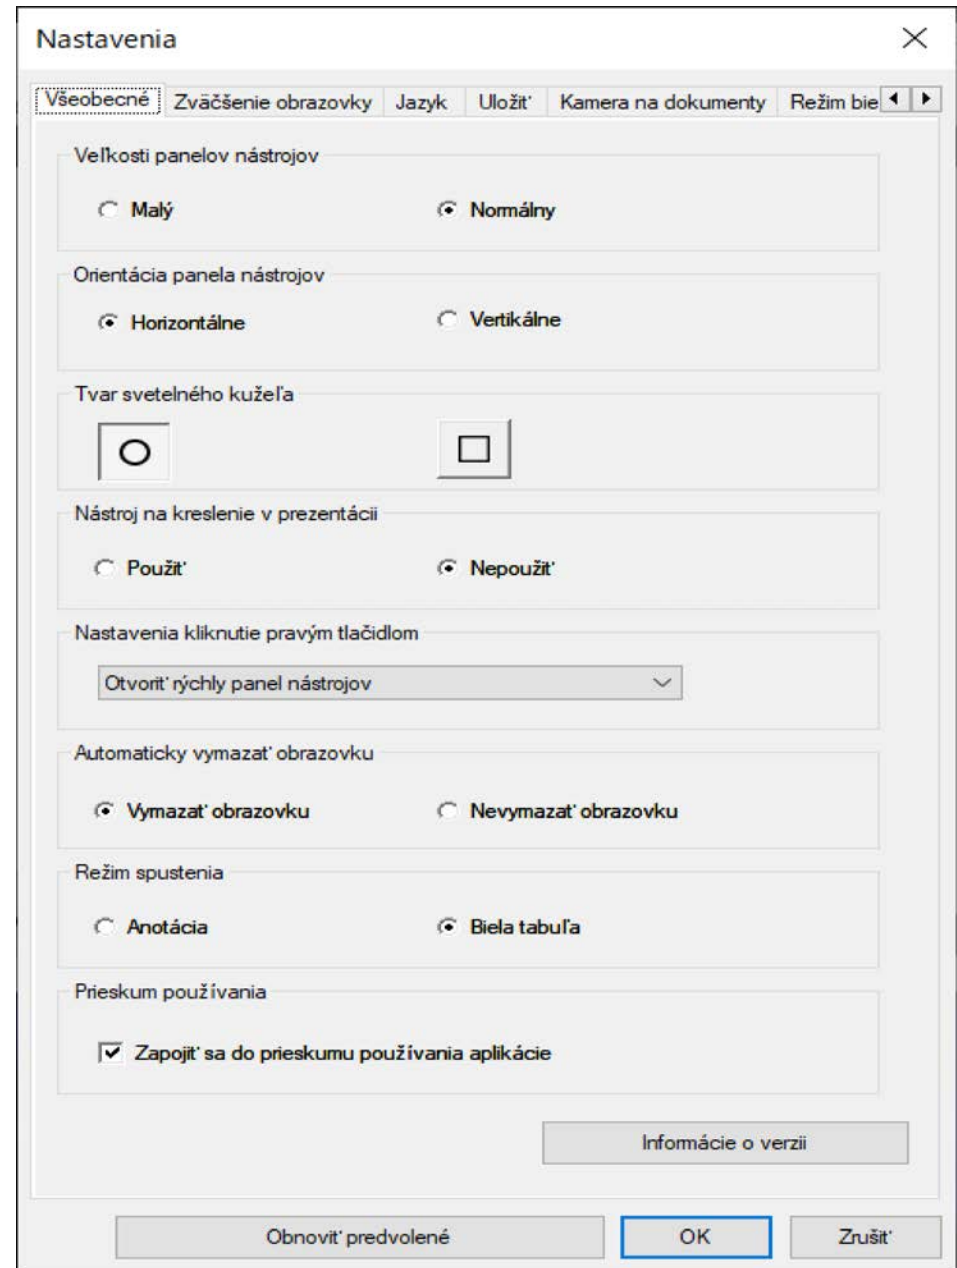 Nastavenia
Všeobecné Zväčšenie obrazovky Jazyk Uložiť Kamera na dokumenty Režim bie
Veľkosti panelov nástrojov
Malý Normálny
Orientácia panela nástrojov
Horizontálne Vertikálne
Tvar svetelného kužeľa
Nástroj na kreslenie v prezentácii
Použiť Nepoužiť
Nastavenia kliknutie pravým tlačidlom
Otvoriť rýchly panel nástrojov
Automaticky vymazať obrazovku
Vymazať obrazovku Nevymazať obrazovku
Režim spustenia
Anotácia Biela tabuľa
Prieskum používania
Zapojiť sa do prieskumu používania aplikácie
Informácie o verzii
Obnoviť predvolené OK Zrušiť